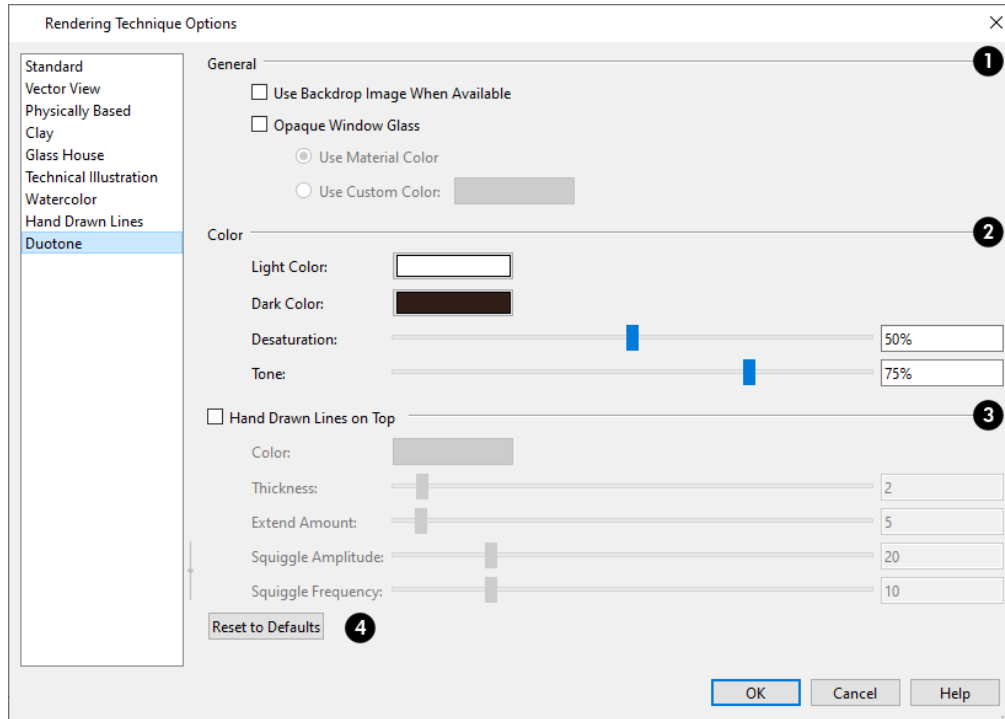 Rendering Technique Options
Standard
Vector View
Physically Based
Clay
Glass House
Technical Illustration
Watercolor
Hand Drawn Lines
Duotone
General
1
Use Backdrop Image When Available
Opaque Window Glass
Use Material Color
Use Custom Color:
Color
2
Light Color:
Dark Color:
Desaturation:
50%
Tone:
75%
Hand Drawn Lines on Top
3
Color:
Thickness:
2
Extend Amount:
5
Squiggle Amplitude:
20
Squiggle Frequency:
10
Reset to Defaults
4
OK
Cancel
Help